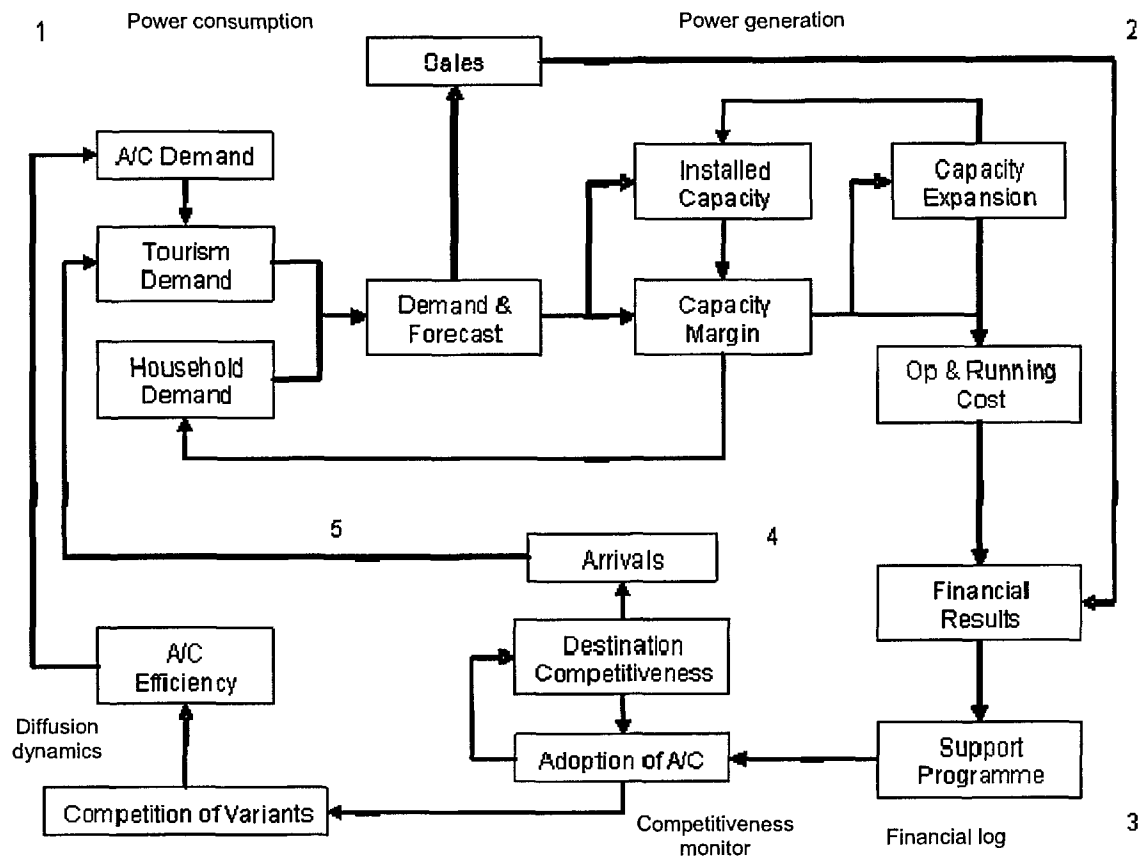 1
Power consumption
Power generation
2
Sales
A/C Demand
Installed
Capacity
Capacity
Expansion
Tourism
Demand
Demand &
Forecast
Capacity
Margin
Household
Demand
Op & Running
Cost
5
4
Arrivals
Financial
Results
Destination
Competitiveness
A/C
Efficiency
Diffusion
dynamics
Adoption of A/C
Support
Programme
Competition of Variants
Competitiveness
monitor
Financial log
3